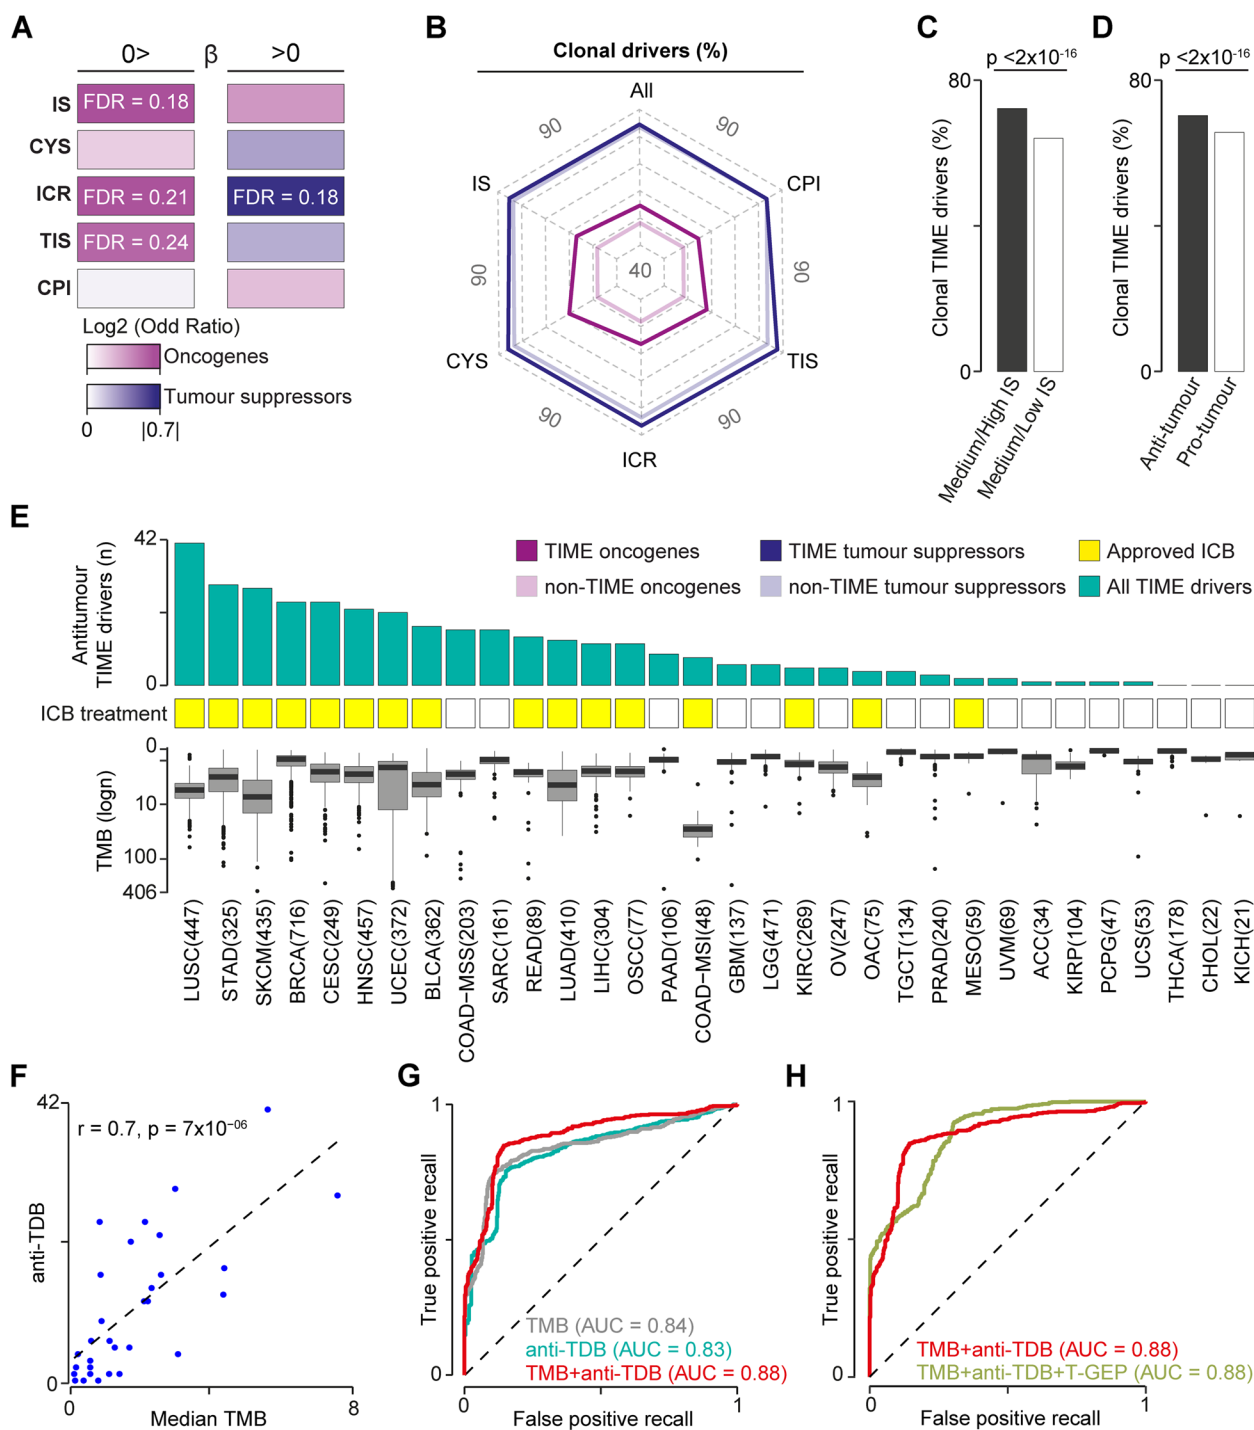 A
0> β >0
IS FDR = 0.18
CYS
ICR FDR = 0.21 FDR = 0.18
TIS FDR = 0.24
CPI
Log2 (Odd Ratio)
Oncogenes
Tumour suppressors
0 |0.7|
B
Clonal drivers (%)
All
90 90
IS CPI
90 40 90
CYS TIS
90 90
ICR
C
p <2x10-16
Clonal TIME drivers (%)
80
0
Medium/High IS
Medium/Low IS
D
p <2x10-16
Clonal TIME drivers (%)
80
0
Anti-tumour
Pro-tumour
E
Antitumour
TIME drivers (n)
42
0
TIME oncogenes
TIME tumour suppressors
Approved ICB
non-TIME oncogenes
non-TIME tumour suppressors
All TIME drivers
ICB treatment
TMB (logn)
0
10
100
406
LUSC(447)
STAD(325)
SKCM(435)
BRCA(716)
CESC(249)
HNSC(457)
UCEC(372)
BLCA(362)
COAD−MSS(203)
SARC(161)
READ(89)
LUAD(410)
LIHC(304)
OSCC(77)
PAAD(106)
COAD−MSI(48)
GBM(137)
LGG(471)
KIRC(269)
OV(247)
OAC(75)
TGCT(134)
PRAD(240)
MESO(59)
UVM(69)
ACC(34)
KIRP(104)
PCPG(47)
UCS(53)
THCA(178)
CHOL(22)
KICH(21)
F
42
r = 0.7, p = 7x10−06
anti-TDB
0
0 Median TMB 8
G
1
True positive recall
TMB (AUC = 0.84)
anti-TDB (AUC = 0.83)
TMB+anti-TDB (AUC = 0.88)
0
0 1
False positive recall
H
1
True positive recall
TMB+anti-TDB (AUC = 0.88)
TMB+anti-TDB+T-GEP (AUC = 0.88)
0
0 1
False positive recall